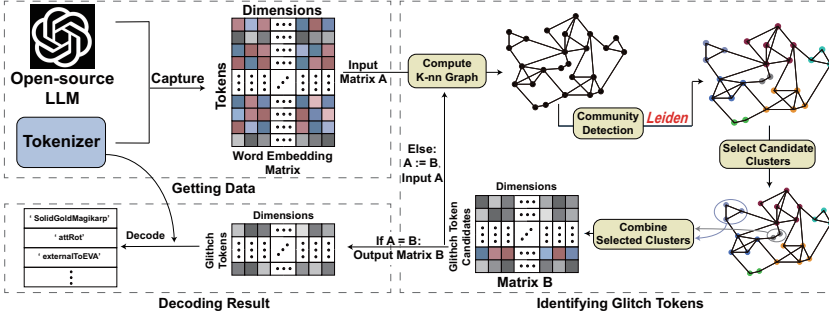 Dimensions
Open-source
LLM
Capture
Tokens
Tokenizer
Word Embedding
Matrix
Getting Data
Input
Matrix A
Compute
K-nn Graph
Community
Detection
Leiden
Select Candidate
Clusters
Else:
A := B,
Input A
Dimensions
Glithch Token
Candidates
Matrix B
Combine
Selected Clusters
If A = B:
Output Matrix B
Identifying Glitch Tokens
Dimensions
Glithch
Tokens
Decode
' SolidGoldMagikarp'
' attRot'
' externalToEVA'
Decoding Result